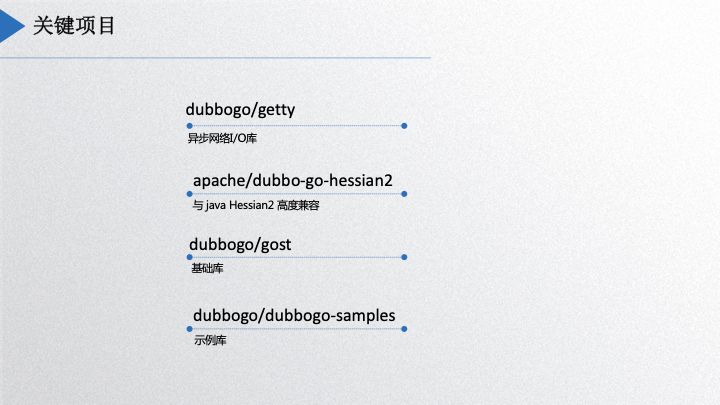 关键项目
dubbogo/getty
异步网络I/O库
apache/dubbo-go-hessian2
与 java Hessian2 高度兼容
dubbogo/gost
基础库
dubbogo/dubbogo-samples
示例库